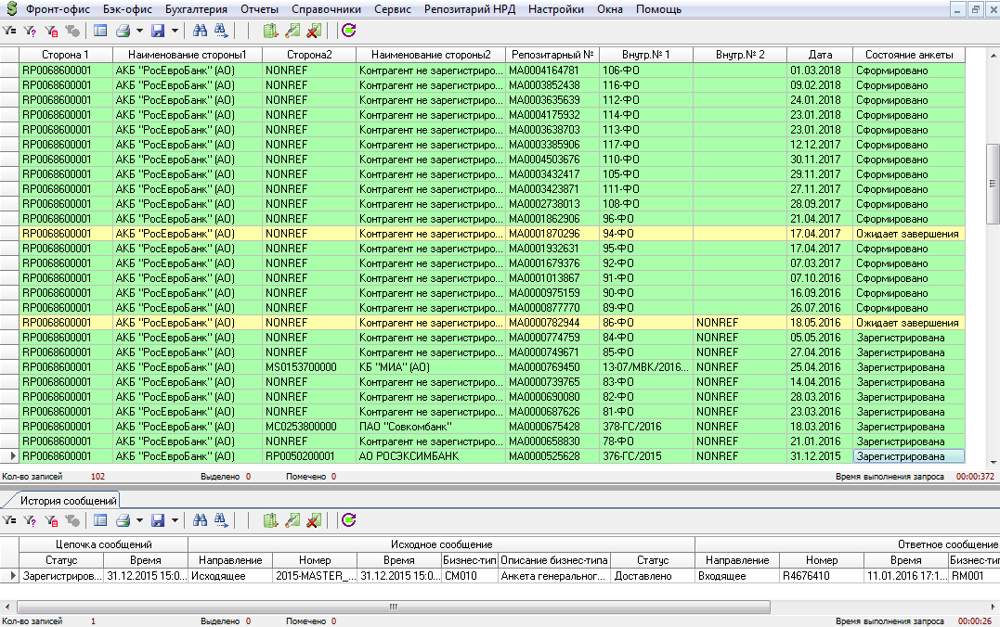 Фронт-офис Бэк-офис Бухгалтерия Отчеты Справочники Сервис Репозитарий НРД Настройки Окна Помощь
Сторона 1 Наименование стороны1 Сторона2 Наименование стороны2 Репозитарный № Внутр.№ 1 Внутр.№ 2 Дата Состояние анкеты
RP0068600001 АКБ "РосЕвроБанк" (АО) NONREF Контрагент не зарегистриро... MA0004164781 106-ФО 01.03.2018 Сформировано
RP0068600001 АКБ "РосЕвроБанк" (АО) NONREF Контрагент не зарегистриро... MA0003852438 116-ФО 09.02.2018 Сформировано
RP0068600001 АКБ "РосЕвроБанк" (АО) NONREF Контрагент не зарегистриро... MA0003635639 112-ФО 24.01.2018 Сформировано
RP0068600001 АКБ "РосЕвроБанк" (АО) NONREF Контрагент не зарегистриро... MA0004175932 114-ФО 23.01.2018 Сформировано
RP0068600001 АКБ "РосЕвроБанк" (АО) NONREF Контрагент не зарегистриро... MA0003638703 113-ФО 23.01.2018 Сформировано
RP0068600001 АКБ "РосЕвроБанк" (АО) NONREF Контрагент не зарегистриро... MA0003385906 117-ФО 12.12.2017 Сформировано
RP0068600001 АКБ "РосЕвроБанк" (АО) NONREF Контрагент не зарегистриро... MA0004503676 110-ФО 30.11.2017 Сформировано
RP0068600001 АКБ "РосЕвроБанк" (АО) NONREF Контрагент не зарегистриро... MA0003432417 105-ФО 29.11.2017 Сформировано
RP0068600001 АКБ "РосЕвроБанк" (АО) NONREF Контрагент не зарегистриро... MA0003423871 111-ФО 27.11.2017 Сформировано
RP0068600001 АКБ "РосЕвроБанк" (АО) NONREF Контрагент не зарегистриро... MA0002738013 108-ФО 28.09.2017 Сформировано
RP0068600001 АКБ "РосЕвроБанк" (АО) NONREF Контрагент не зарегистриро... MA0001862906 96-ФО 21.04.2017 Сформировано
RP0068600001 АКБ "РосЕвроБанк" (АО) NONREF Контрагент не зарегистриро... MA0001870296 94-ФО 17.04.2017 Ожидает завершения
RP0068600001 АКБ "РосЕвроБанк" (АО) NONREF Контрагент не зарегистриро... MA0001932631 95-ФО 17.04.2017 Сформировано
RP0068600001 АКБ "РосЕвроБанк" (АО) NONREF Контрагент не зарегистриро... MA0001679376 92-ФО 07.03.2017 Сформировано
RP0068600001 АКБ "РосЕвроБанк" (АО) NONREF Контрагент не зарегистриро... MA0001013867 91-ФО 07.10.2016 Сформировано
RP0068600001 АКБ "РосЕвроБанк" (АО) NONREF Контрагент не зарегистриро... MA0000975159 90-ФО 16.09.2016 Сформировано
RP0068600001 АКБ "РосЕвроБанк" (АО) NONREF Контрагент не зарегистриро... MA0000877770 89-ФО 26.07.2016 Сформировано
RP0068600001 АКБ "РосЕвроБанк" (АО) NONREF Контрагент не зарегистриро... MA0000782944 86-ФО NONREF 18.05.2016 Ожидает завершения
RP0068600001 АКБ "РосЕвроБанк" (АО) NONREF Контрагент не зарегистриро... MA0000774759 84-ФО NONREF 05.05.2016 Зарегистрирована
RP0068600001 АКБ "РосЕвроБанк" (АО) NONREF Контрагент не зарегистриро... MA0000749671 85-ФО NONREF 27.04.2016 Зарегистрирована
RP0068600001 АКБ "РосЕвроБанк" (АО) MS0153700000 КБ "МИА" (АО) MA0000769450 13-07/МВК/2016... NONREF 25.04.2016 Зарегистрирована
RP0068600001 АКБ "РосЕвроБанк" (АО) NONREF Контрагент не зарегистриро... MA0000739765 83-ФО NONREF 14.04.2016 Зарегистрирована
RP0068600001 АКБ "РосЕвроБанк" (АО) NONREF Контрагент не зарегистриро... MA0000690080 82-ФО NONREF 28.03.2016 Зарегистрирована
RP0068600001 АКБ "РосЕвроБанк" (АО) NONREF Контрагент не зарегистриро... MA0000687626 81-ФО NONREF 23.03.2016 Зарегистрирована
RP0068600001 АКБ "РосЕвроБанк" (АО) MC0253800000 ПАО "Совкомбанк" MA0000675428 378-ГС/2016 NONREF 18.03.2016 Зарегистрирована
RP0068600001 АКБ "РосЕвроБанк" (АО) NONREF Контрагент не зарегистриро... MA0000658830 78-ФО NONREF 21.01.2016 Зарегистрирована
RP0068600001 АКБ "РосЕвроБанк" (АО) RP0050200001 АО РОСЭКСИМБАНК MA0000525628 376-ГС/2015 NONREF 31.12.2015 Зарегистрирована
Кол-во записей 102 Выделено 0 Помечено 0 Время выполнения запроса 00:00:372
История сообщений
Цепочка сообщений Исходное сообщение Ответное сообщение
Статус Время Направление Номер Время Бизнес-тип Описание бизнес-типа Статус Направление Номер Время Бизнес-ти
Зарегистриров... 31.12.2015 15:0... Исходящее 2015-MASTER_... 31.12.2015 15:0... CM010 Анкета генеральног... Доставлено Входящее R4676410 11.01.2016 17:1... RM001
Кол-во записей 1 Выделено 0 Помечено 0 Время выполнения запроса 00:00:26